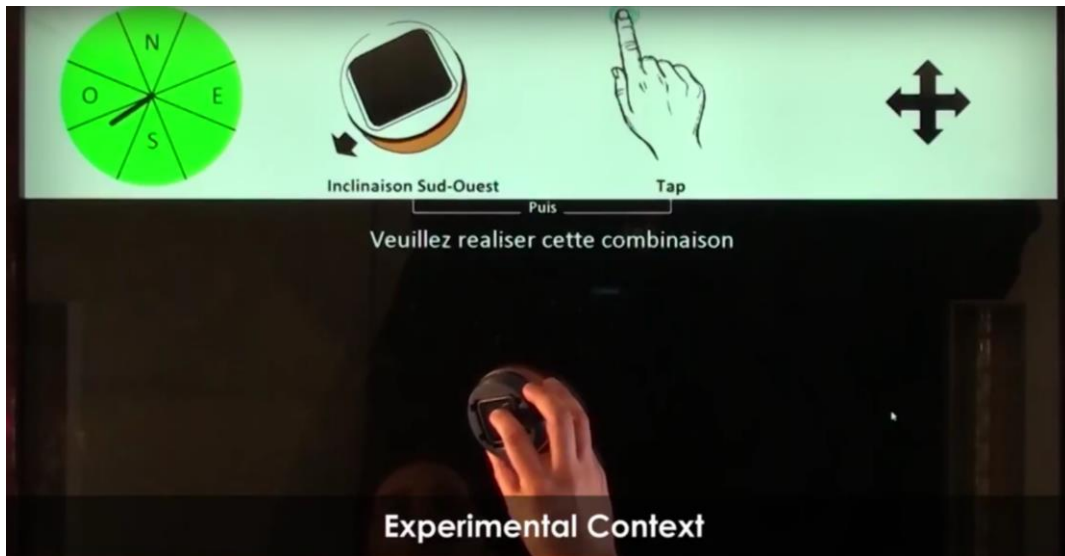 N
O
E
S
Inclinaison Sud-Ouest
Tap
Puis
Veuillez realiser cette combinaison
Experimental Context